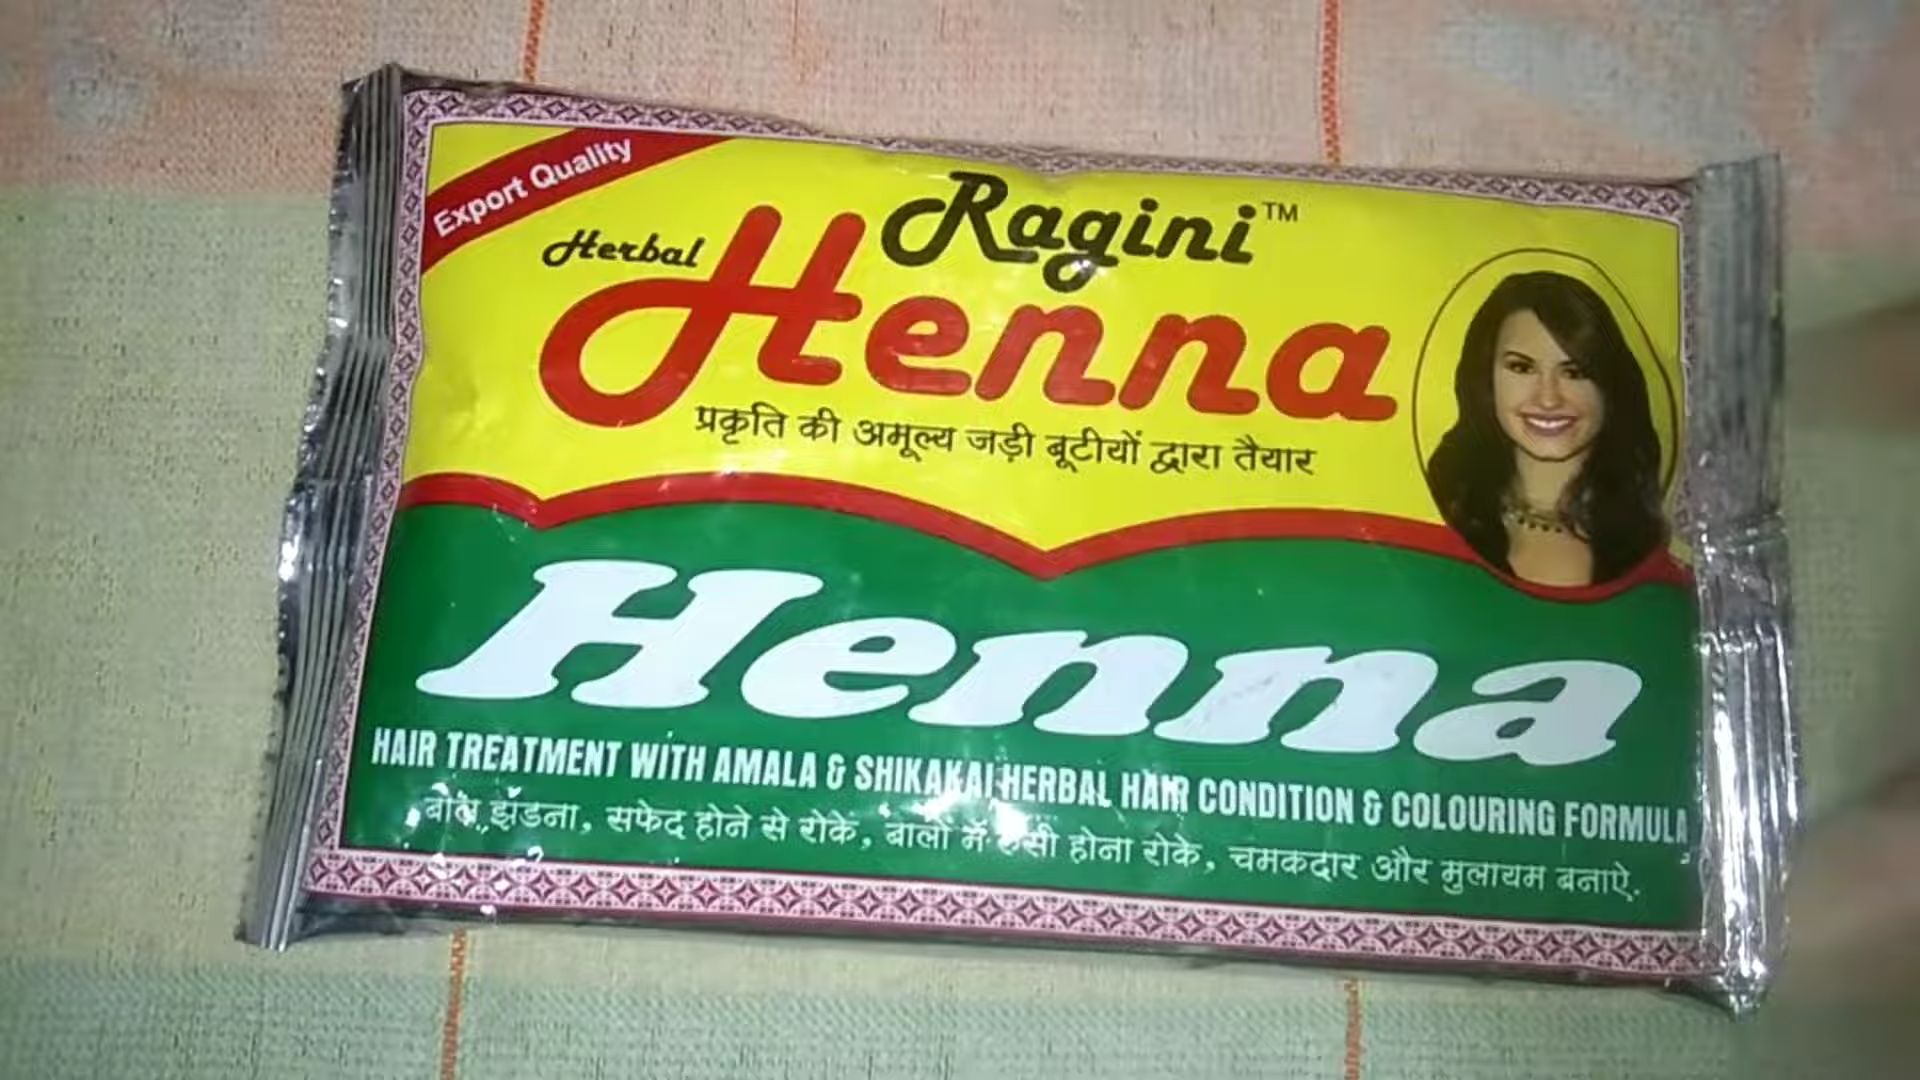 Export Quality
Ragini™
Herbal
Henna
प्रकृति की अमूल्य जड़ी बूटीयों द्वारा तैयार
Henna
HAIR TREATMENT WITH AMALA & SHIKAKAI HERBAL HAIR CONDITION & COLOURING FORMULA
झंडना, सफेद होने से रोकें, बालों में होना रोके, चमकदार और मुलायम बनाऐ.